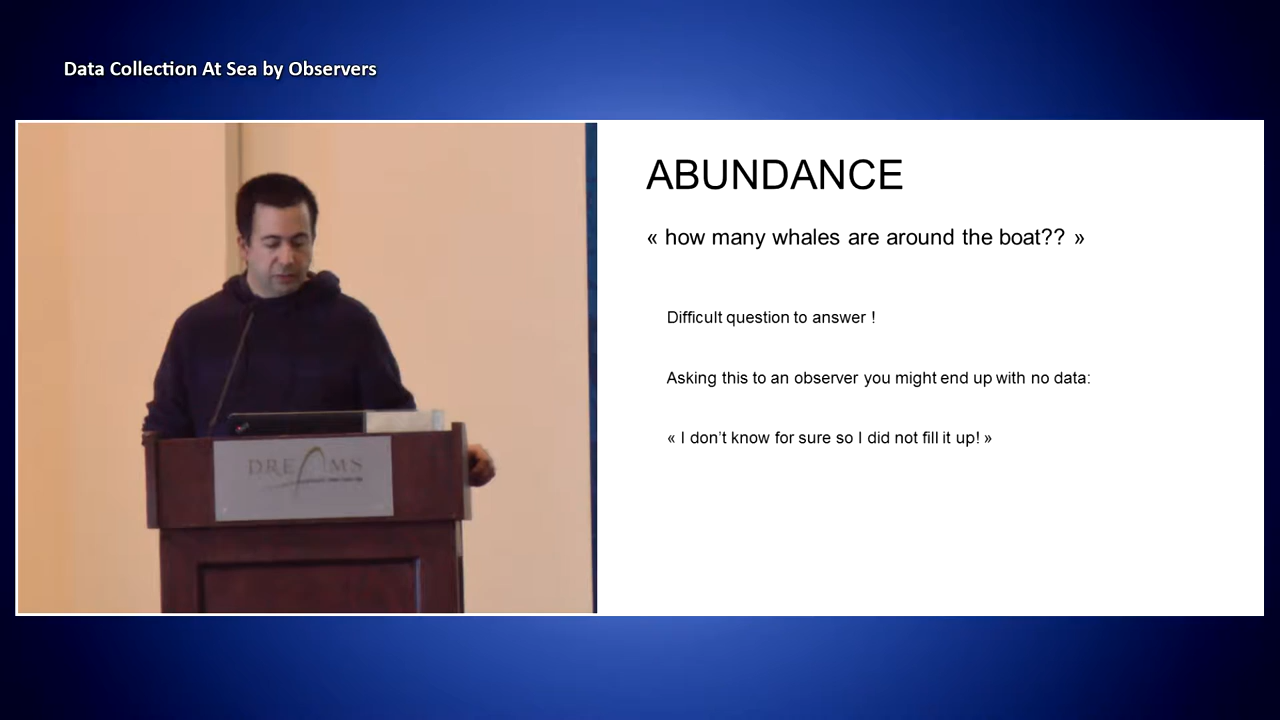 Data Collection At Sea by Observers
ABUNDANCE
« how many whales are around the boat?? »
Difficult question to answer !
Asking this to an observer you might end up with no data:
« I don’t know for sure so I did not fill it up! »
DREAMS